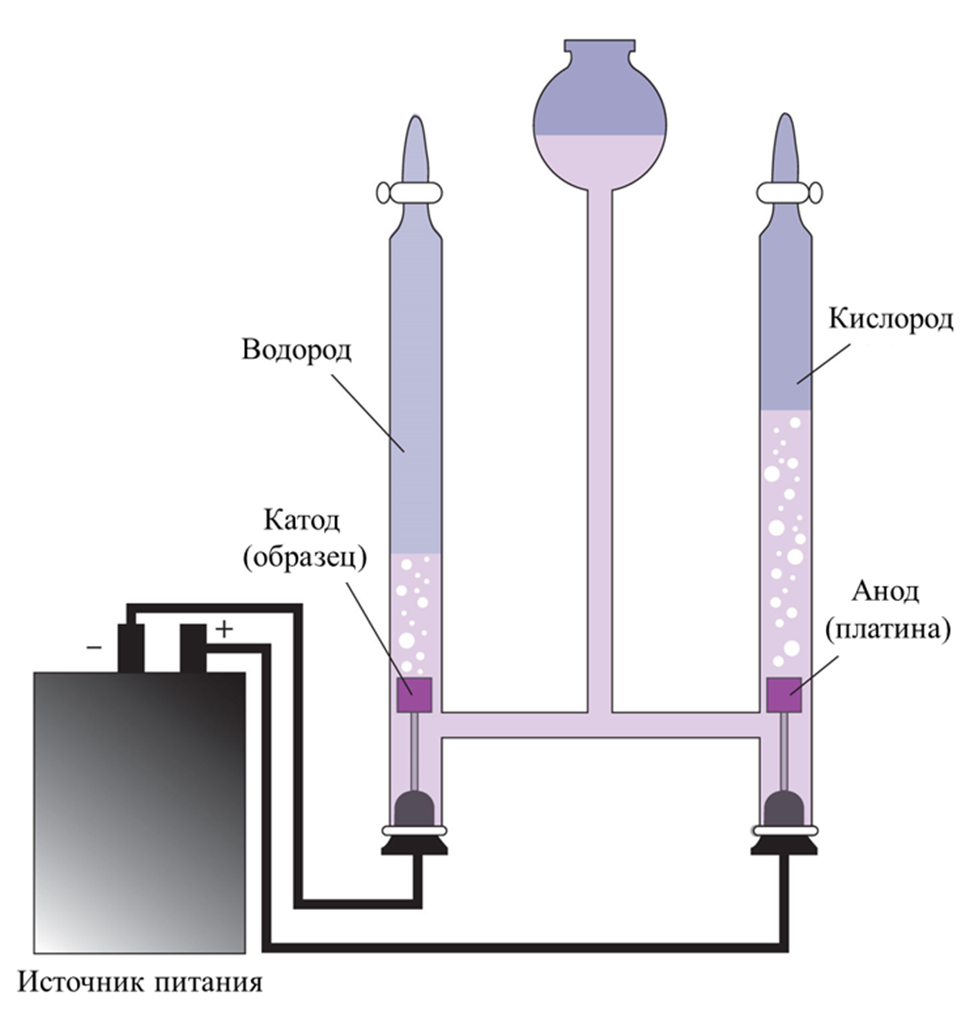 Кислород
Водород
Катод
(образец)
Анод
(платина)
– +
Источник питания